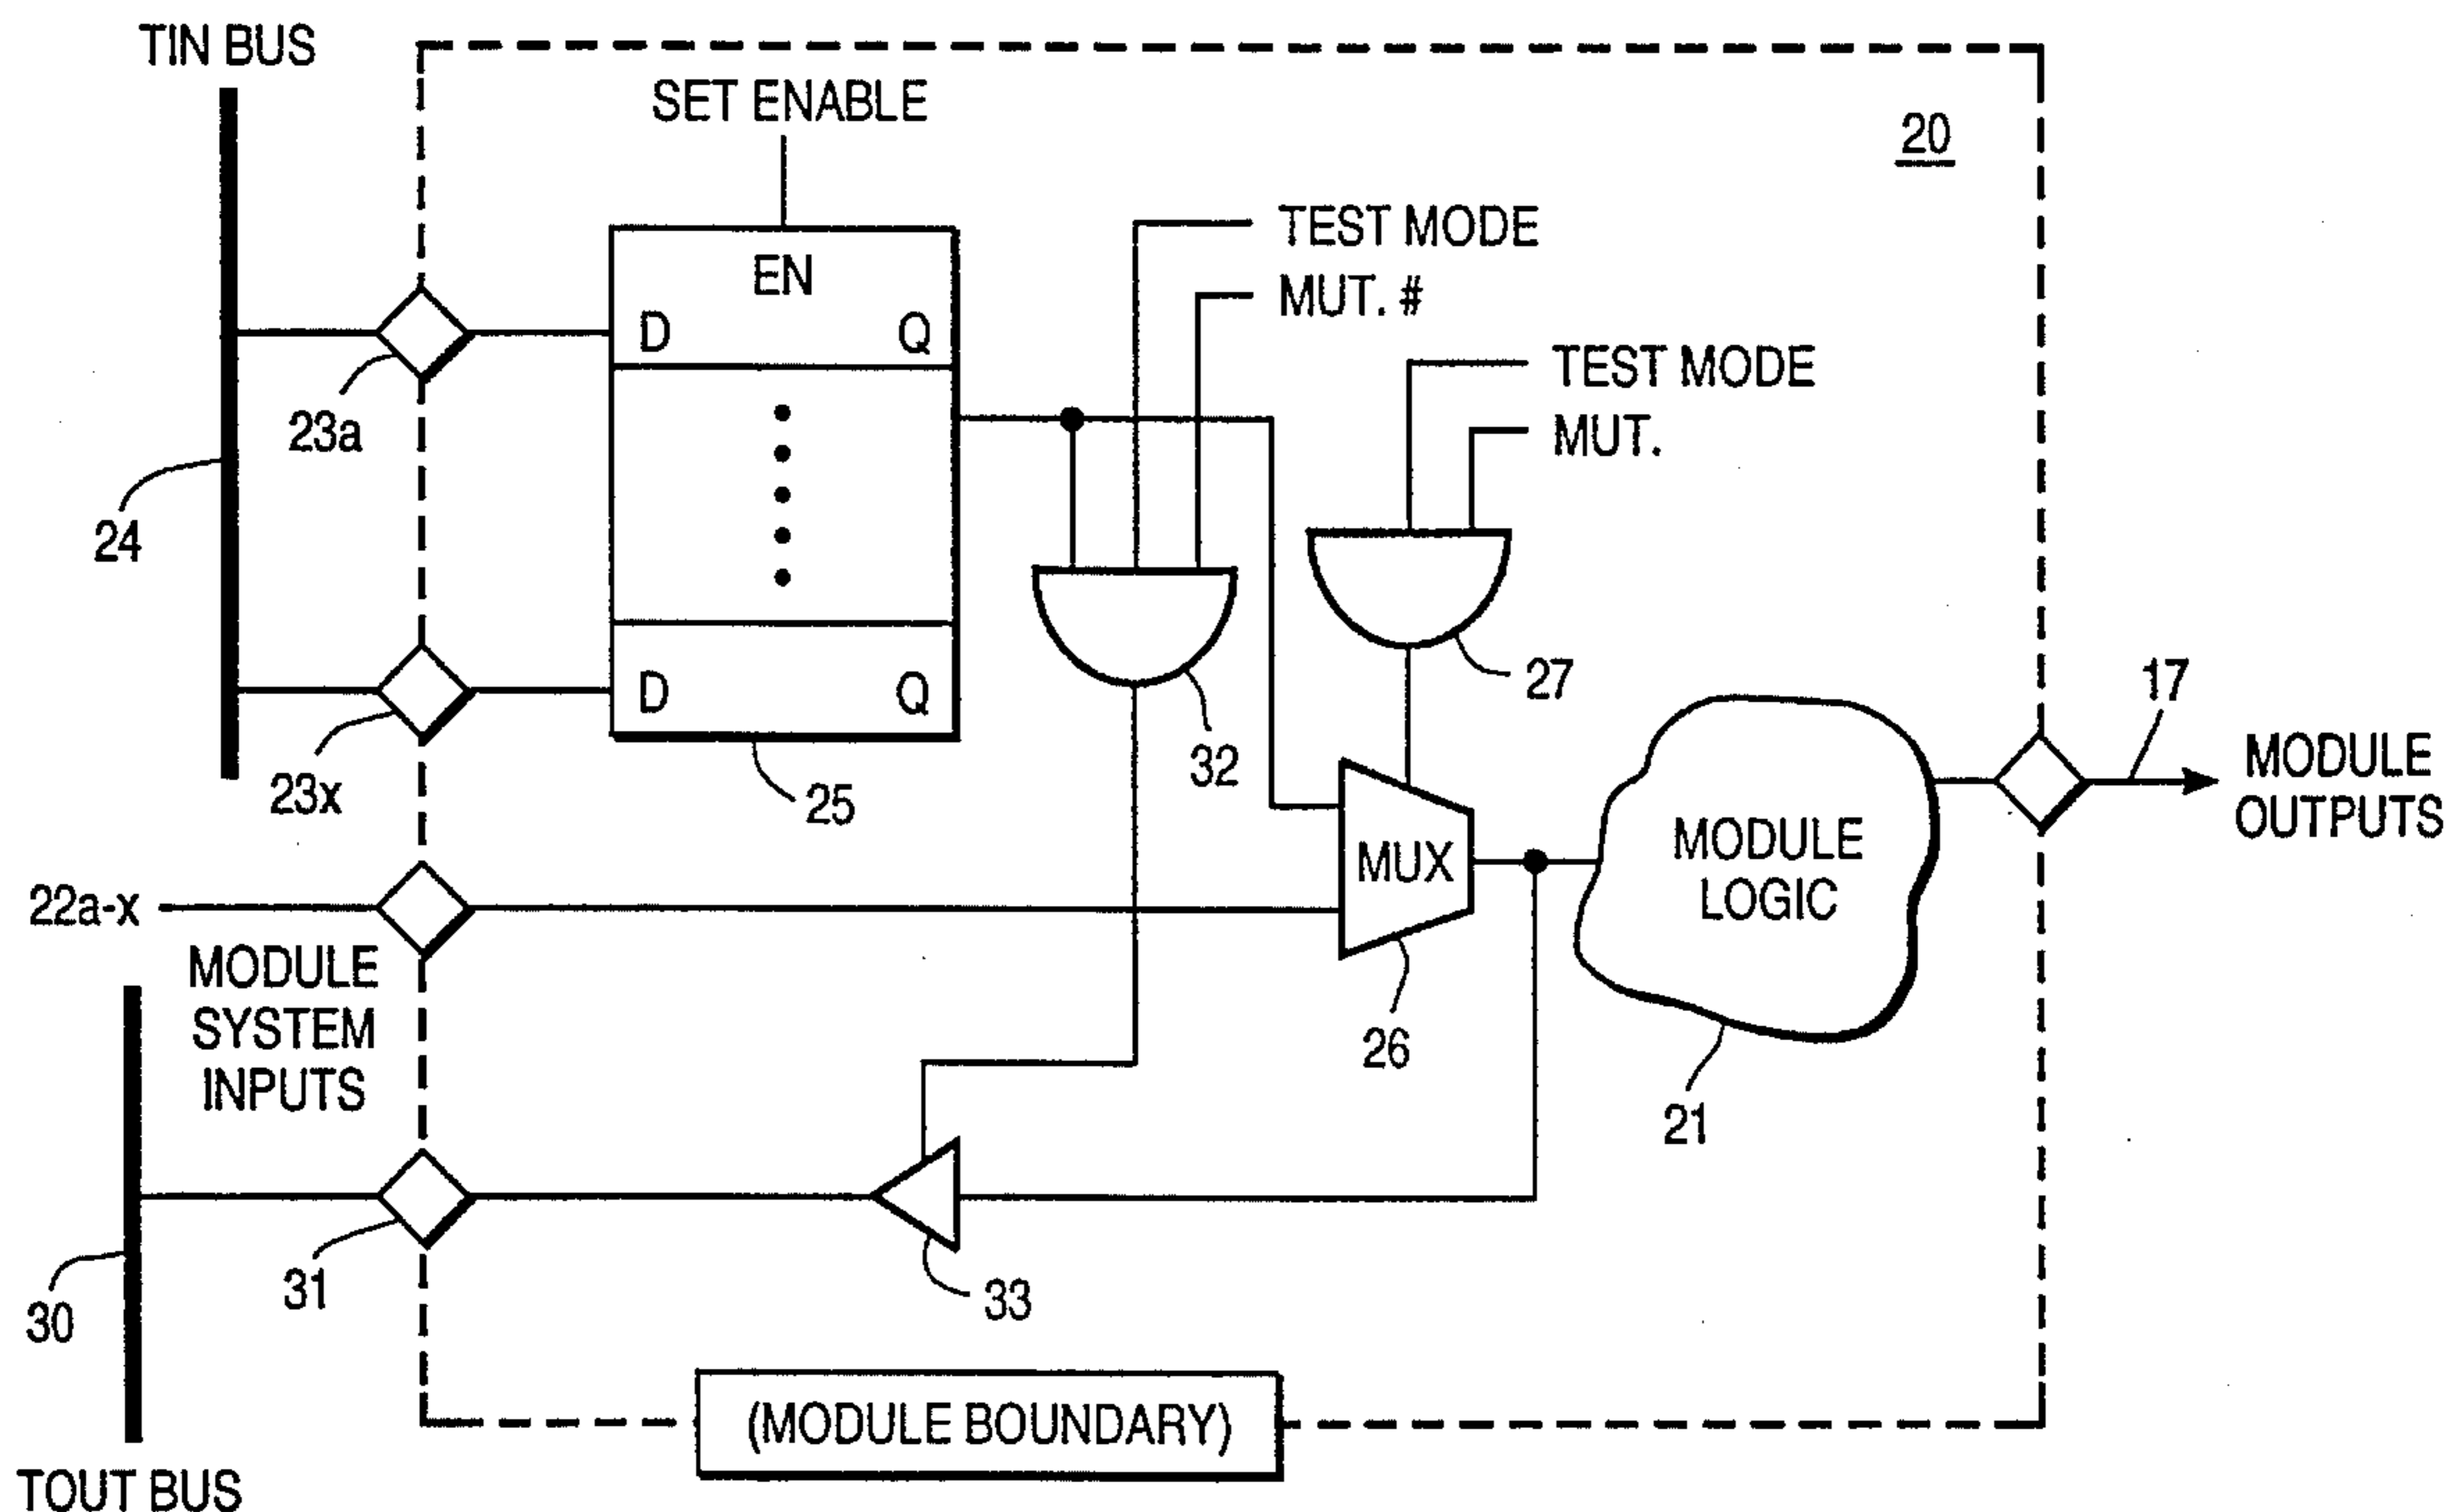 TIN BUS
SET ENABLE
20
TEST MODE
MUT. #
EN
D
Q
TEST MODE
MUT.
23a
24
D
Q
27
17
32
23x
25
MODULE
OUTPUTS
MUX
MODULE
LOGIC
22a-x
MODULE
SYSTEM
INPUTS
26
21
31
33
30
(MODULE BOUNDARY)
TOUT BUS